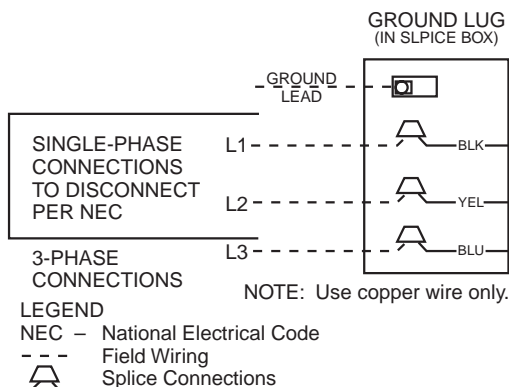 GROUND LUG
(IN SLPICE BOX)
GROUND
LEAD
SINGLE-PHASE
CONNECTIONS
TO DISCONNECT
PER NEC
L1
BLK
L2
YEL
L3
BLU
3-PHASE
CONNECTIONS
NOTE: Use copper wire only.
LEGEND
NEC – National Electrical Code
Field Wiring
Splice Connections